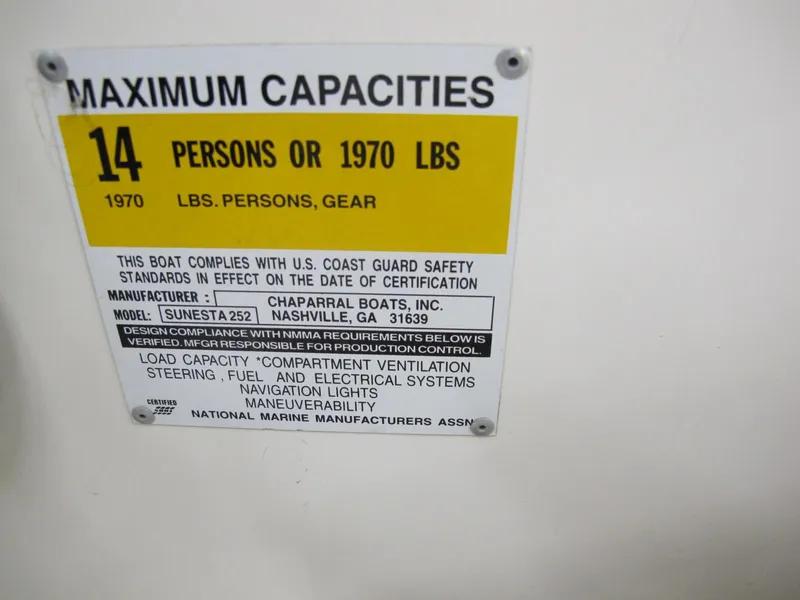 MAXIMUM CAPACITIES
14 PERSONS OR 1970 LBS
1970 LBS. PERSONS, GEAR
THIS BOAT COMPLIES WITH U.S. COAST GUARD SAFETY
STANDARDS IN EFFECT ON THE DATE OF CERTIFICATION
MANUFACTURER : CHAPARRAL BOATS, INC.
MODEL: SUNESTA 252 NASHVILLE, GA 31639
DESIGN COMPLIANCE WITH NMMA REQUIREMENTS BELOW IS
VERIFIED. MFGR RESPONSIBLE FOR PRODUCTION CONTROL.
LOAD CAPACITY *COMPARTMENT VENTILATION
STEERING , FUEL AND ELECTRICAL SYSTEMS
NAVIGATION LIGHTS
MANEUVERABILITY
CERTIFIED
NATIONAL MARINE MANUFACTURERS ASSN